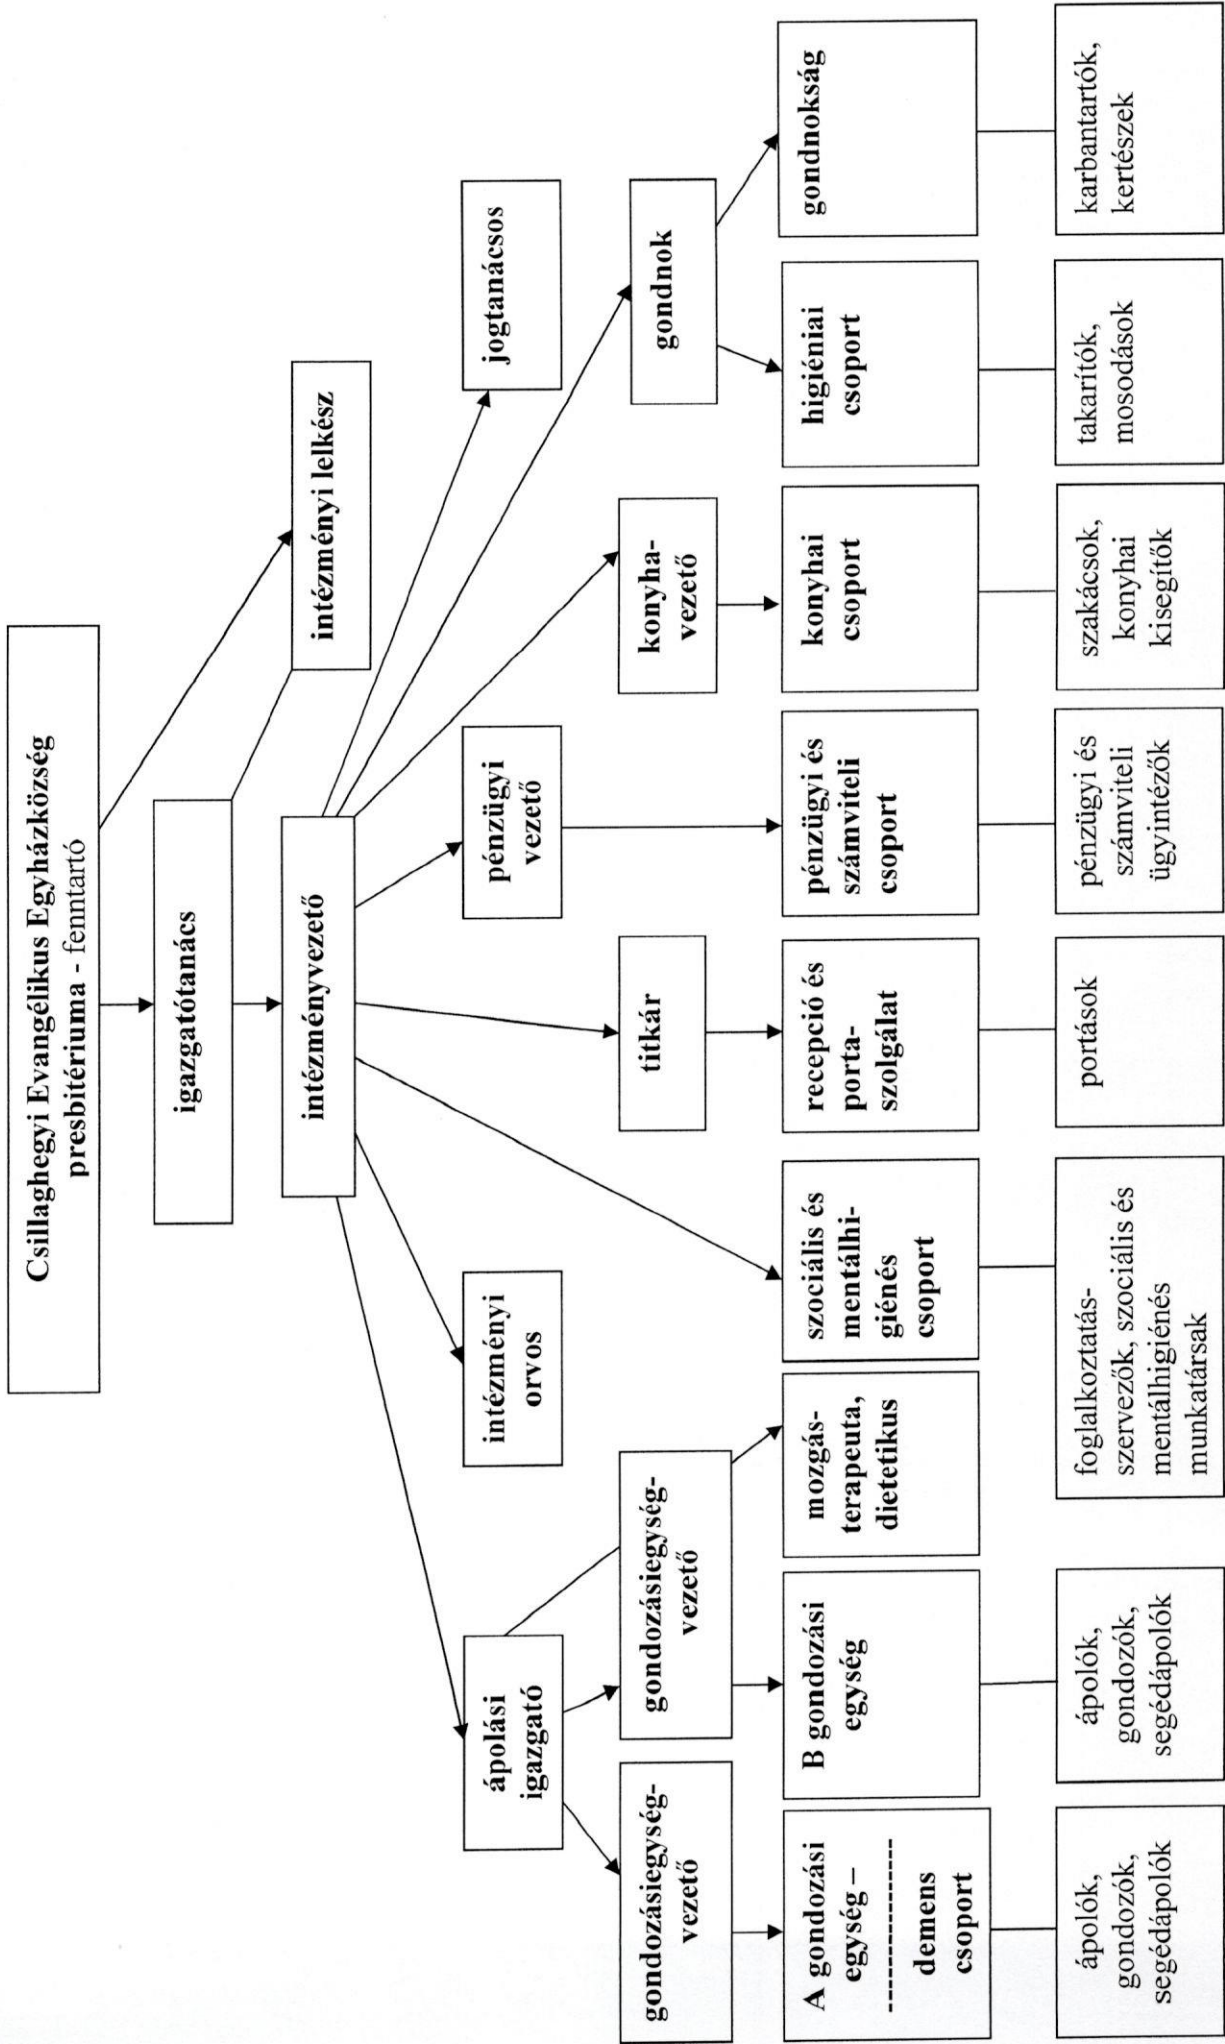 Csillaghegyi Evangélikus Egyházközség
presbitériuma - fenntartó
igazgatótanács
intézményi lelkész
intézményvezető
ápolási
igazgató
intézményi
orvos
pénzügyi
vezető
jogtanácsos
gondozásiegység-
vezető
gondozásiegység-
vezető
titkár
konyha-
vezető
gondnok
A gondozási
egység –
demens
csoport
B gondozási
egység
mozgás-
terapeuta,
dietetikus
szociális és
mentálhi-
giénés
csoport
recepció és
porta-
szolgálat
pénzügyi és
számviteli
csoport
konyhai
csoport
higiéniai
csoport
gondnokság
ápolók,
gondozók,
segédápolók
ápolók,
gondozók,
segédápolók
foglalkoztatás-
szervezők, szociális és
mentálhigiénés
munkatársak
portások
pénzügyi és
számviteli
ügyintézők
szakácsok,
konyhai
kisegítők
takarítók,
mosodások
karbantartók,
kertészek